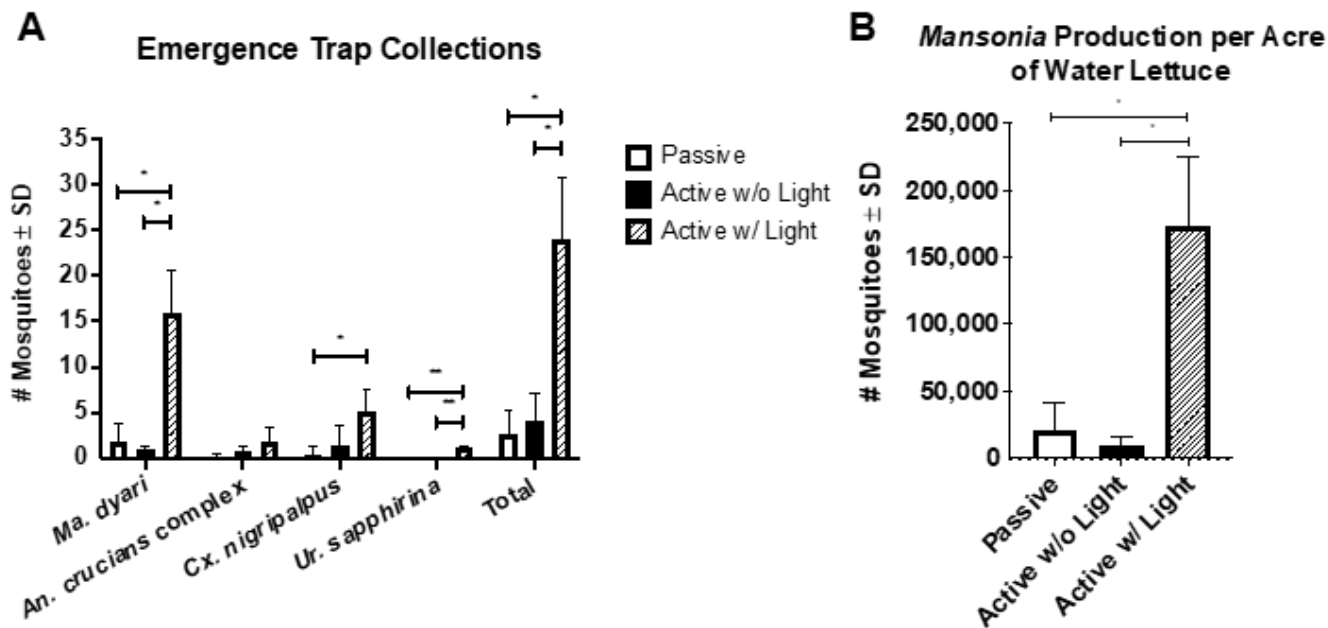 A
Emergence Trap Collections
# Mosquitoes ± SD
35
30
25
20
15
10
5
0
*
*
*
**
**
*
*
Ma. dyari
An. crucians complex
Cx. nigripalpus
Ur. sapphirina
Total
Passive
Active w/o Light
Active w/ Light
B
Mansonia Production per Acre
of Water Lettuce
# Mosquitoes ± SD
250,000
200,000
150,000
100,000
50,000
0
*
*
Passive
Active w/o Light
Active w/ Light